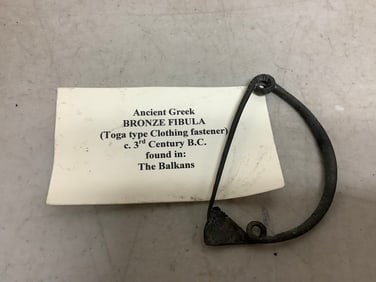 Ancient Greek
BRONZE FIBULA
(Toga type Clothing fastener)
c. 3rd Century B.C.
found in:
The Balkans